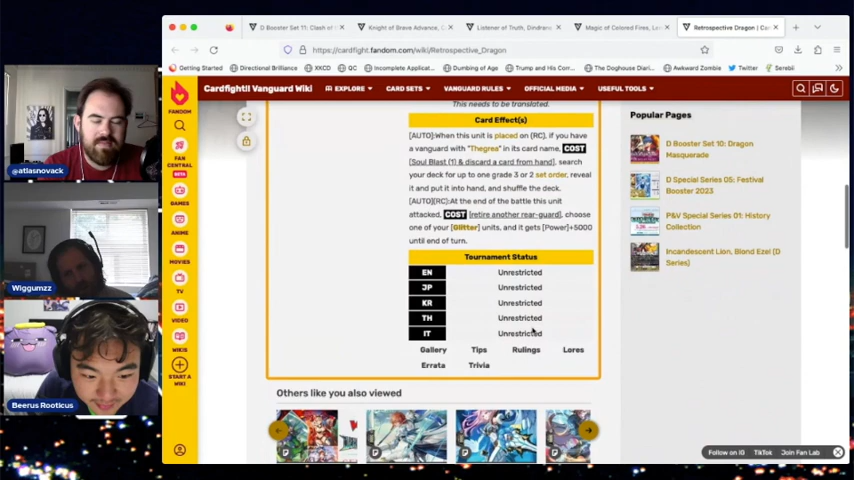 D Booster Set 11: Clash of
Knight of Brave Advance, C
Listener of Truth, Dindrane
Magic of Colored Fires, Le
Retrospective Dragon | Car
https://cardfight.fandom.com/wiki/Retrospective_Dragon
Getting Started
Directional Brilliance
XKCD
QC
Incomplete Applicat...
Dumbing of Age
Trump and His Corr...
The Doghouse Diari...
Awkward Zombie
Twitter
Serebii
FANDOM
FAN CENTRAL
BETA
GAMES
ANIME
MOVIES
TV
VIDEO
WIKIS
START A WIKI
Cardfight!! Vanguard Wiki
EXPLORE
CARD SETS
VANGUARD RULES
OFFICIAL MEDIA
USEFUL TOOLS
This needs to be translated.
Card Effect(s)
[AUTO]:When this unit is placed on (RC), if you have
a vanguard with "Thegrea" in its card name, COST
[Soul Blast (1) & discard a card from hand], search
your deck for up to one grade 3 or 2 set order, reveal
it and put it into hand, and shuffle the deck.
[AUTO](RC):At the end of the battle this unit
attacked, COST [retire another rear-guard], choose
one of your [Glitter] units, and it gets [Power]+5000
until end of turn.
Tournament Status
EN Unrestricted
JP Unrestricted
KR Unrestricted
TH Unrestricted
IT Unrestricted
Gallery Tips Rulings Lores
Errata Trivia
Others like you also viewed
Popular Pages
D Booster Set 10: Dragon
Masquerade
D Special Series 05: Festival
Booster 2023
P&V Special Series 01: History
Collection
Incandescent Lion, Blond Ezel (D
Series)
Follow on IG
TikTok
Join Fan Lab
@atlasnovack
Wiggumzz
Beerus Rooticus